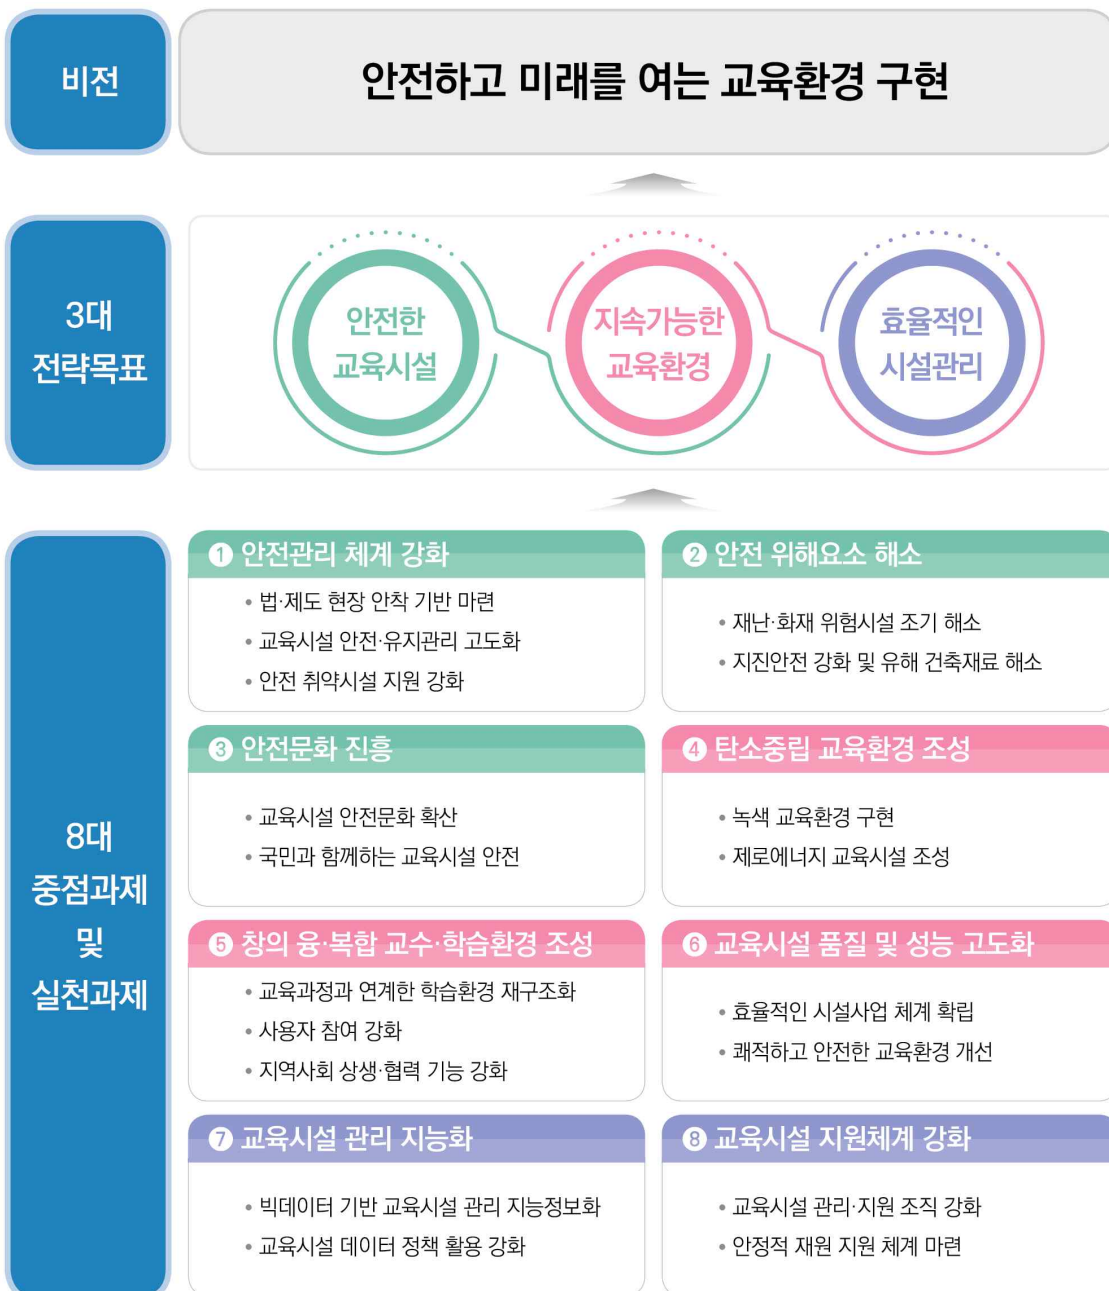 비전
안전하고 미래를 여는 교육환경 구현
3대
전략목표
안전한
교육시설
지속가능한
교육환경
효율적인
시설관리
8대
중점과제
및
실천과제
❶ 안전관리 체계 강화
• 법·제도 현장 안착 기반 마련
• 교육시설 안전·유지관리 고도화
• 안전 취약시설 지원 강화
❷ 안전 위해요소 해소
• 재난·화재 위험시설 조기 해소
• 지진안전 강화 및 유해 건축재료 해소
❸ 안전문화 진흥
• 교육시설 안전문화 확산
• 국민과 함께하는 교육시설 안전
❹ 탄소중립 교육환경 조성
• 녹색 교육환경 구현
• 제로에너지 교육시설 조성
❺ 창의 융·복합 교수·학습환경 조성
• 교육과정과 연계한 학습환경 재구조화
• 사용자 참여 강화
• 지역사회 상생·협력 기능 강화
❻ 교육시설 품질 및 성능 고도화
• 효율적인 시설사업 체계 확립
• 쾌적하고 안전한 교육환경 개선
❼ 교육시설 관리 지능화
• 빅데이터 기반 교육시설 관리 지능정보화
• 교육시설 데이터 정책 활용 강화
❽ 교육시설 지원체계 강화
• 교육시설 관리·지원 조직 강화
• 안정적 재원 지원 체계 마련